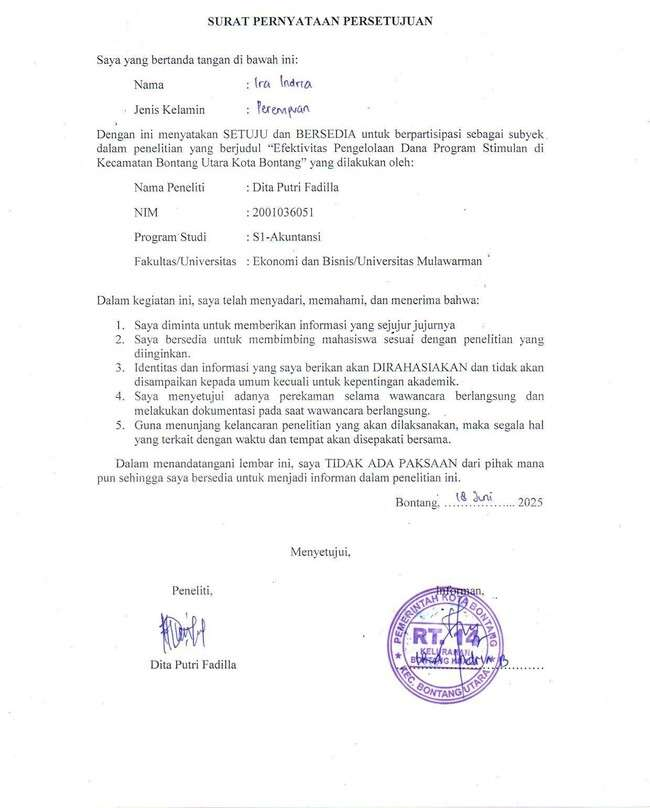 SURAT PERNYATAAN PERSETUJUAN
Saya yang bertanda tangan di bawah ini:
Nama : Ira Indria
Jenis Kelamin : Perempuan
Dengan ini menyatakan SETUJU dan BERSEDIA untuk berpartisipasi sebagai subyek
dalam penelitian yang berjudul “Efektivitas Pengelolaan Dana Program Stimulan di
Kecamatan Bontang Utara Kota Bontang” yang dilakukan oleh:
Nama Peneliti : Dita Putri Fadilla
NIM : 2001036051
Program Studi : S1-Akuntansi
Fakultas/Universitas : Ekonomi dan Bisnis/Universitas Mulawarman
Dalam kegiatan ini, saya telah menyadari, memahami, dan menerima bahwa:
1. Saya diminta untuk memberikan informasi yang sejujur jujurnya
2. Saya bersedia untuk membimbing mahasiswa sesuai dengan penelitian yang
diinginkan.
3. Identitas dan informasi yang saya berikan akan DIRAHASIAKAN dan tidak akan
disampaikan kepada umum kecuali untuk kepentingan akademik.
4. Saya menyetujui adanya perekaman selama wawancara berlangsung dan
melakukan dokumentasi pada saat wawancara berlangsung.
5. Guna menunjang kelancaran penelitian yang akan dilaksanakan, maka segala hal
yang terkait dengan waktu dan tempat akan disepakati bersama.
Dalam menandatangani lembar ini, saya TIDAK ADA PAKSAAN dari pihak mana
pun sehingga saya bersedia untuk menjadi informan dalam penelitian ini.
Bontang, 18 Juni 2025
Menyetujui,
Peneliti,
Informan,
PEMERINTAH KOTA BONTANG
RT. 14
KELURAHAN
BONTANG
KEC. BONTANG UTARA
Dita Putri Fadilla